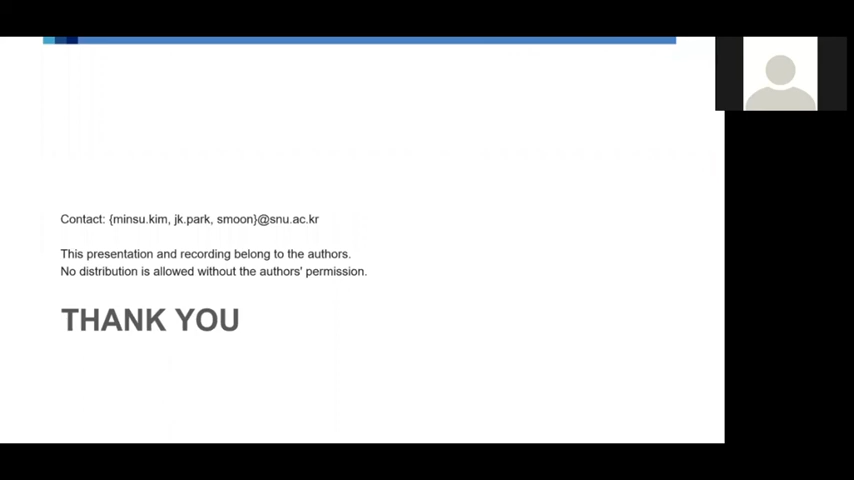 Contact: {minsu.kim, jk.park, smoon}@snu.ac.kr
This presentation and recording belong to the authors.
No distribution is allowed without the authors' permission.
THANK YOU